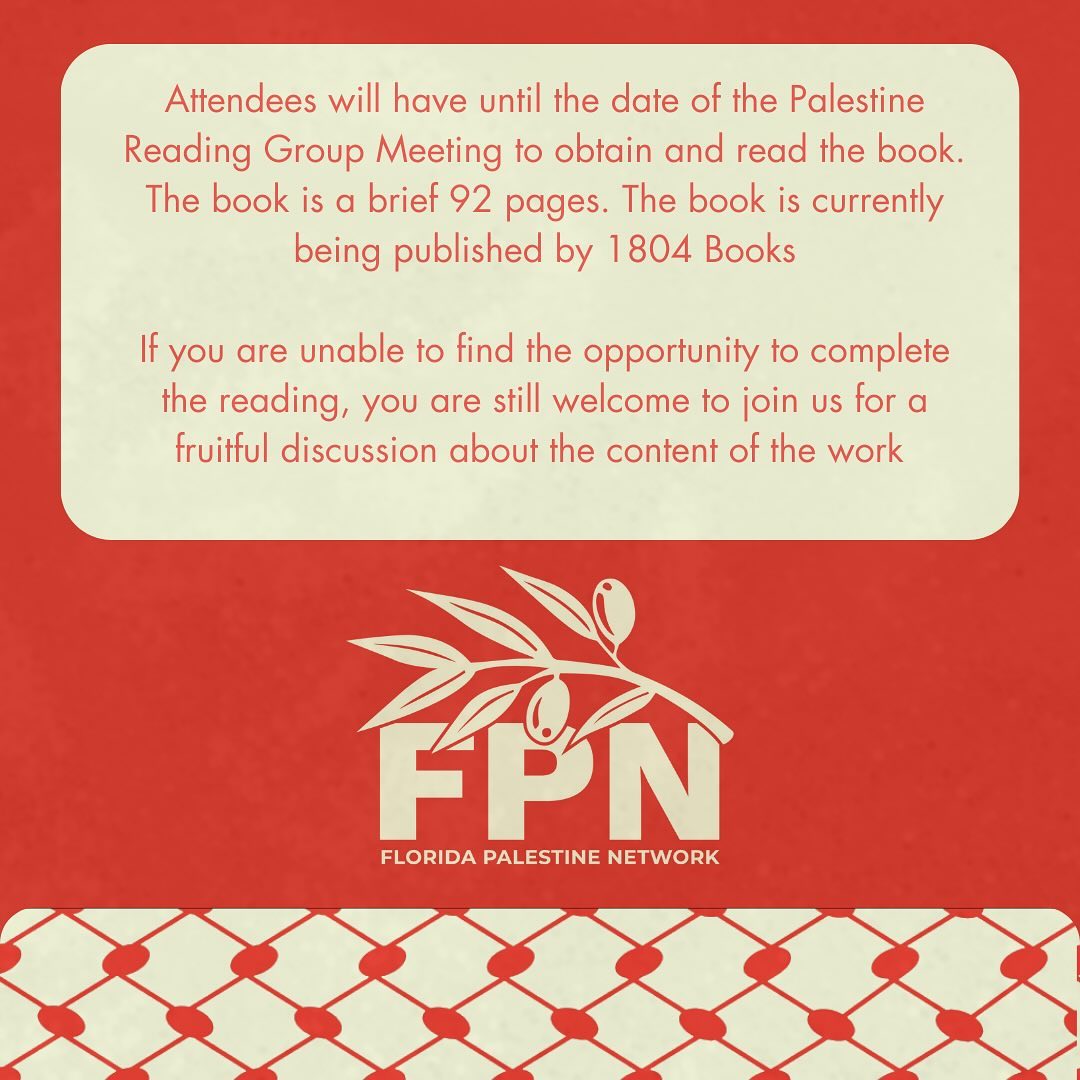 Attendees will have until the date of the Palestine
Reading Group Meeting to obtain and read the book.
The book is a brief 92 pages. The book is currently
being published by 1804 Books
If you are unable to find the opportunity to complete
the reading, you are still welcome to join us for a
fruitful discussion about the content of the work
FPN
FLORIDA PALESTINE NETWORK